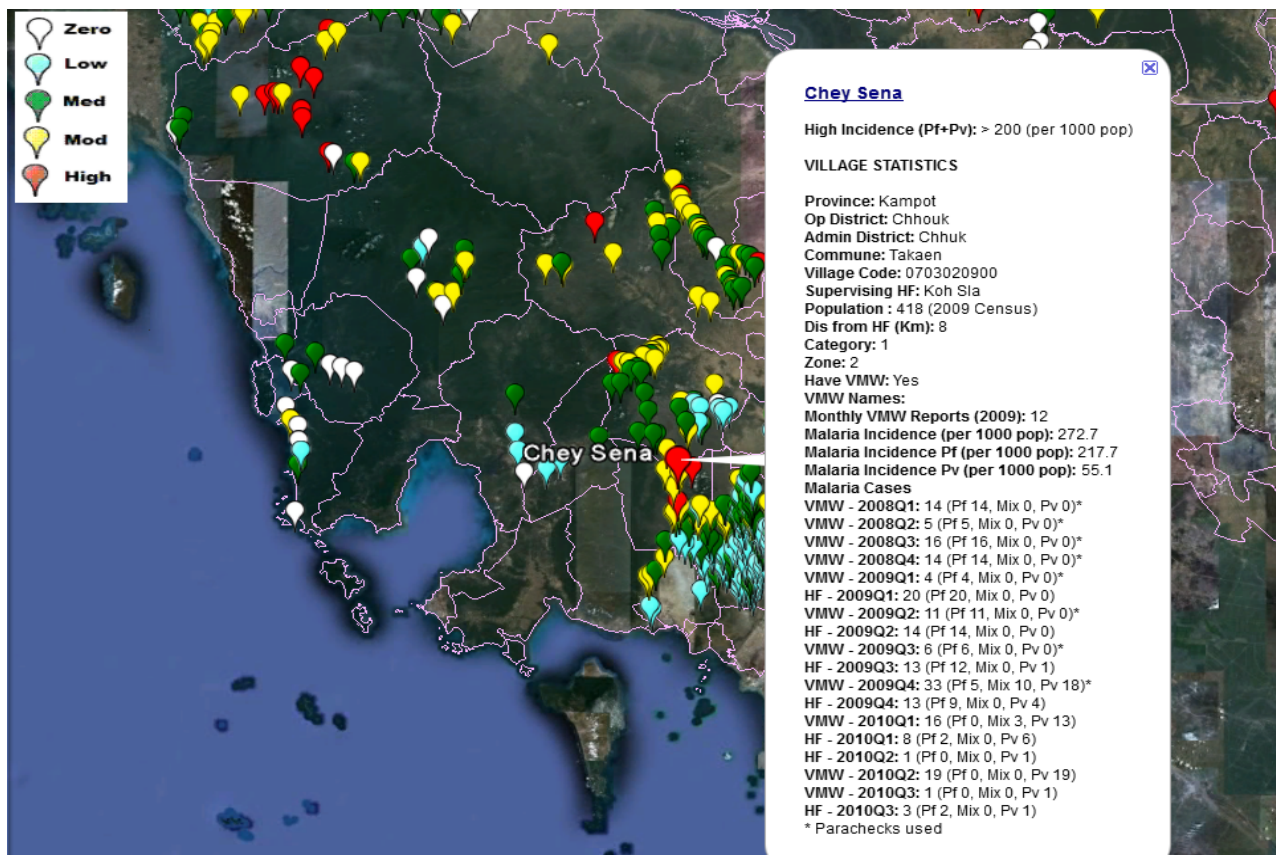 Zero
Low
Med
Mod
High
Chey Sena
Chey Sena
High Incidence (Pf+Pv): > 200 (per 1000 pop)
VILLAGE STATISTICS
Province: Kampot
Op District: Chhouk
Admin District: Chhuk
Commune: Takaen
Village Code: 0703020900
Supervising HF: Koh Sla
Population : 418 (2009 Census)
Dis from HF (Km): 8
Category: 1
Zone: 2
Have VMW: Yes
VMW Names:
Monthly VMW Reports (2009): 12
Malaria Incidence (per 1000 pop): 272.7
Malaria Incidence Pf (per 1000 pop): 217.7
Malaria Incidence Pv (per 1000 pop): 55.1
Malaria Cases
VMW - 2008Q1: 14 (Pf 14, Mix 0, Pv 0)*
VMW - 2008Q2: 5 (Pf 5, Mix 0, Pv 0)*
VMW - 2008Q3: 16 (Pf 16, Mix 0, Pv 0)*
VMW - 2008Q4: 14 (Pf 14, Mix 0, Pv 0)*
VMW - 2009Q1: 4 (Pf 4, Mix 0, Pv 0)*
HF - 2009Q1: 20 (Pf 20, Mix 0, Pv 0)
VMW - 2009Q2: 11 (Pf 11, Mix 0, Pv 0)*
HF - 2009Q2: 14 (Pf 14, Mix 0, Pv 0)
VMW - 2009Q3: 6 (Pf 6, Mix 0, Pv 0)*
HF - 2009Q3: 13 (Pf 12, Mix 0, Pv 1)
VMW - 2009Q4: 33 (Pf 5, Mix 10, Pv 18)*
HF - 2009Q4: 13 (Pf 9, Mix 0, Pv 4)
VMW - 2010Q1: 16 (Pf 0, Mix 3, Pv 13)
HF - 2010Q1: 8 (Pf 2, Mix 0, Pv 6)
HF - 2010Q2: 1 (Pf 0, Mix 0, Pv 1)
VMW - 2010Q2: 19 (Pf 0, Mix 0, Pv 19)
VMW - 2010Q3: 1 (Pf 0, Mix 0, Pv 1)
HF - 2010Q3: 3 (Pf 2, Mix 0, Pv 1)
* Parachecks used